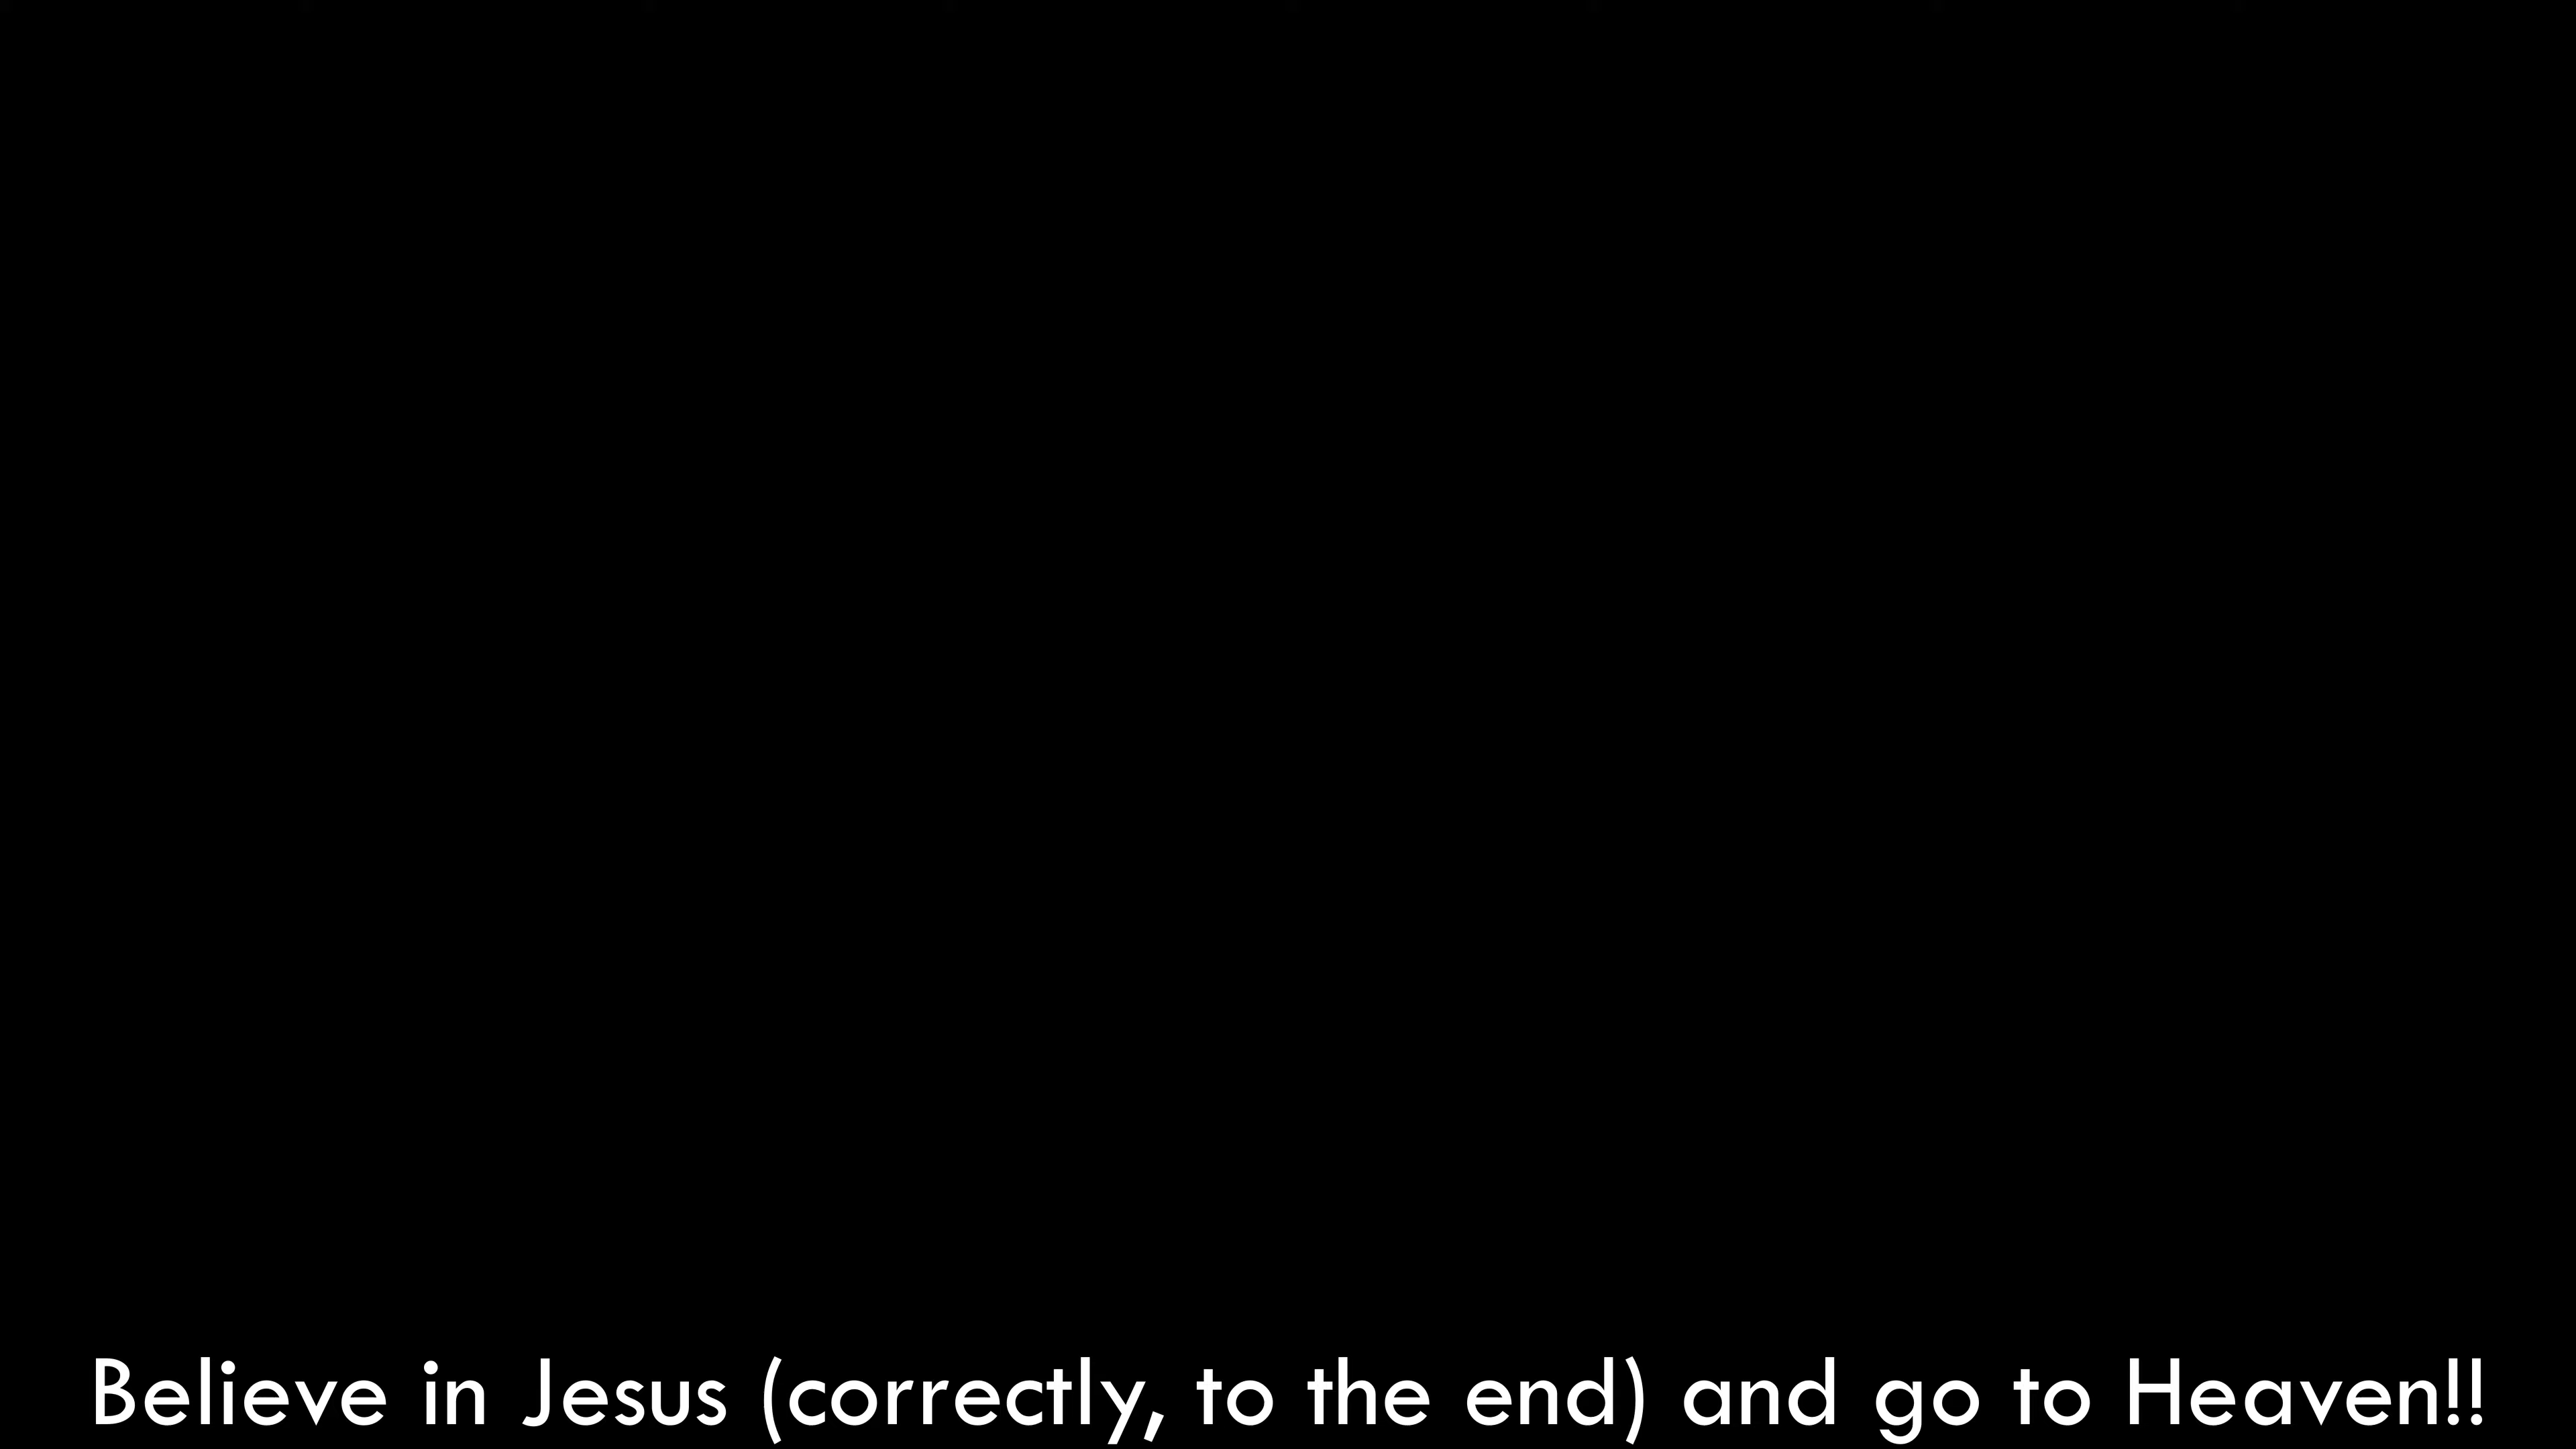 Believe in Jesus (correctly, to the end) and go to Heaven!!